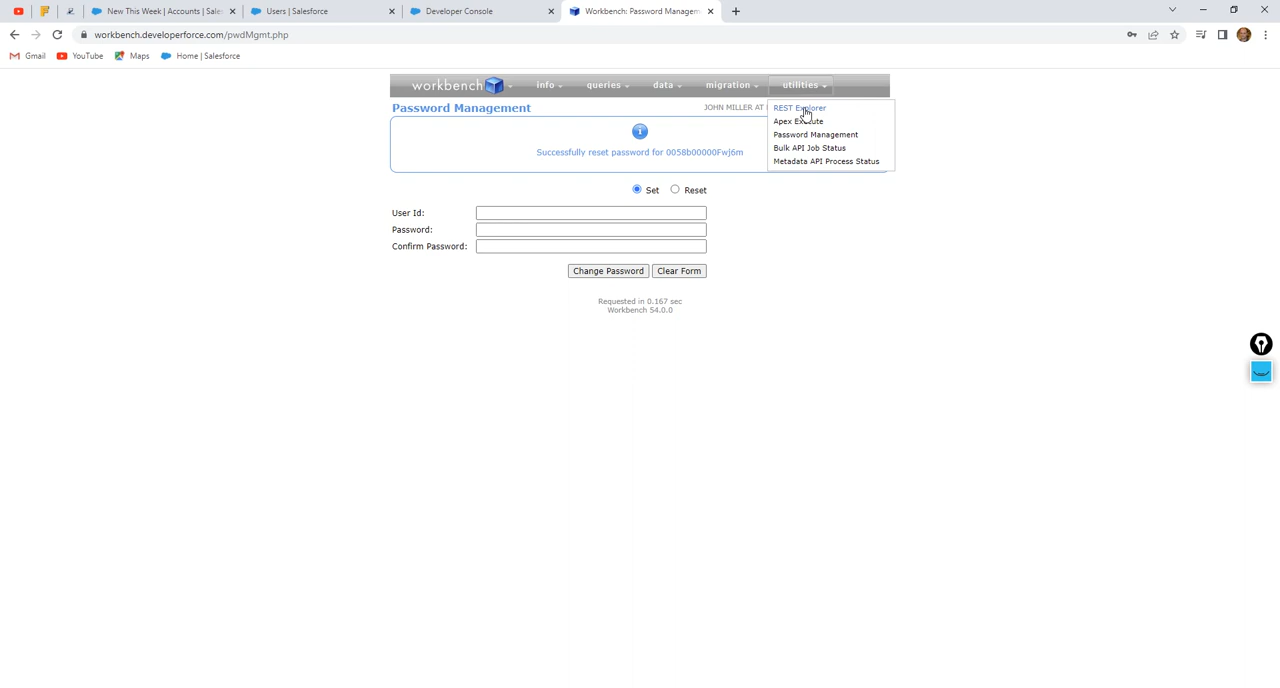 New This Week | Accounts | Sale
Users | Salesforce
Developer Console
Workbench: Password Managem
workbench.developerforce.com/pwdMgmt.php
Gmail
YouTube
Maps
Home | Salesforce
workbench
info
queries
data
migration
utilities
Password Management
JOHN MILLER AT
REST Explorer
Apex Execute
Password Management
Bulk API Job Status
Metadata API Process Status
Successfully reset password for 0058b00000Fwj6m
Set
Reset
User Id:
Password:
Confirm Password:
Change Password
Clear Form
Requested in 0.167 sec
Workbench 54.0.0